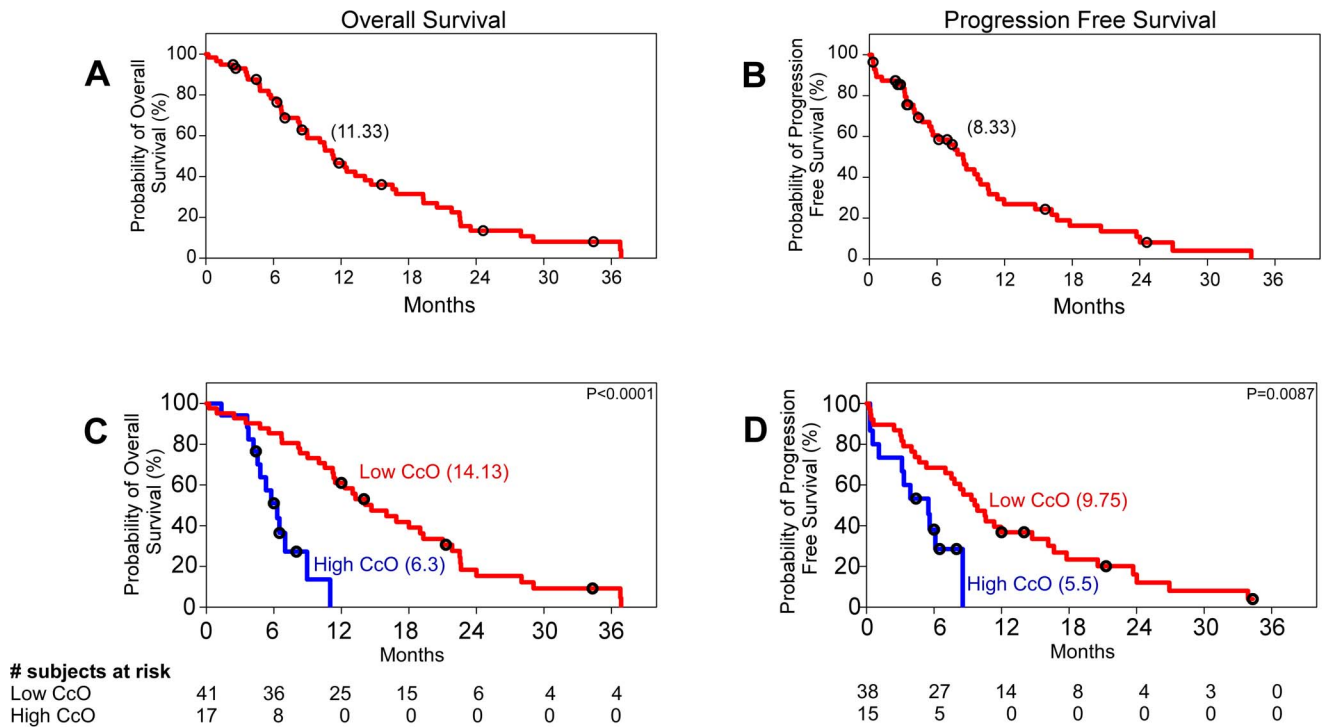 Overall Survival
A
Probability of Overall
Survival (%)
100
80
60
40
20
0
(11.33)
0 6 12 18 24 30 36
Months
Progression Free Survival
B
Probability of Progression
Free Survival (%)
100
80
60
40
20
0
(8.33)
0 6 12 18 24 30 36
Months
C
Probability of Overall
Survival (%)
100
80
60
40
20
0
P<0.0001
Low CcO (14.13)
High CcO (6.3)
0 6 12 18 24 30 36
Months
D
Probability of Progression
Free Survival (%)
100
80
60
40
20
0
P=0.0087
Low CcO (9.75)
High CcO (5.5)
0 6 12 18 24 30 36
Months
# subjects at risk
Low CcO 41 36 25 15 6 4 4 38 27 14 8 4 3 0
High CcO 17 8 0 0 0 0 0 15 5 0 0 0 0 0